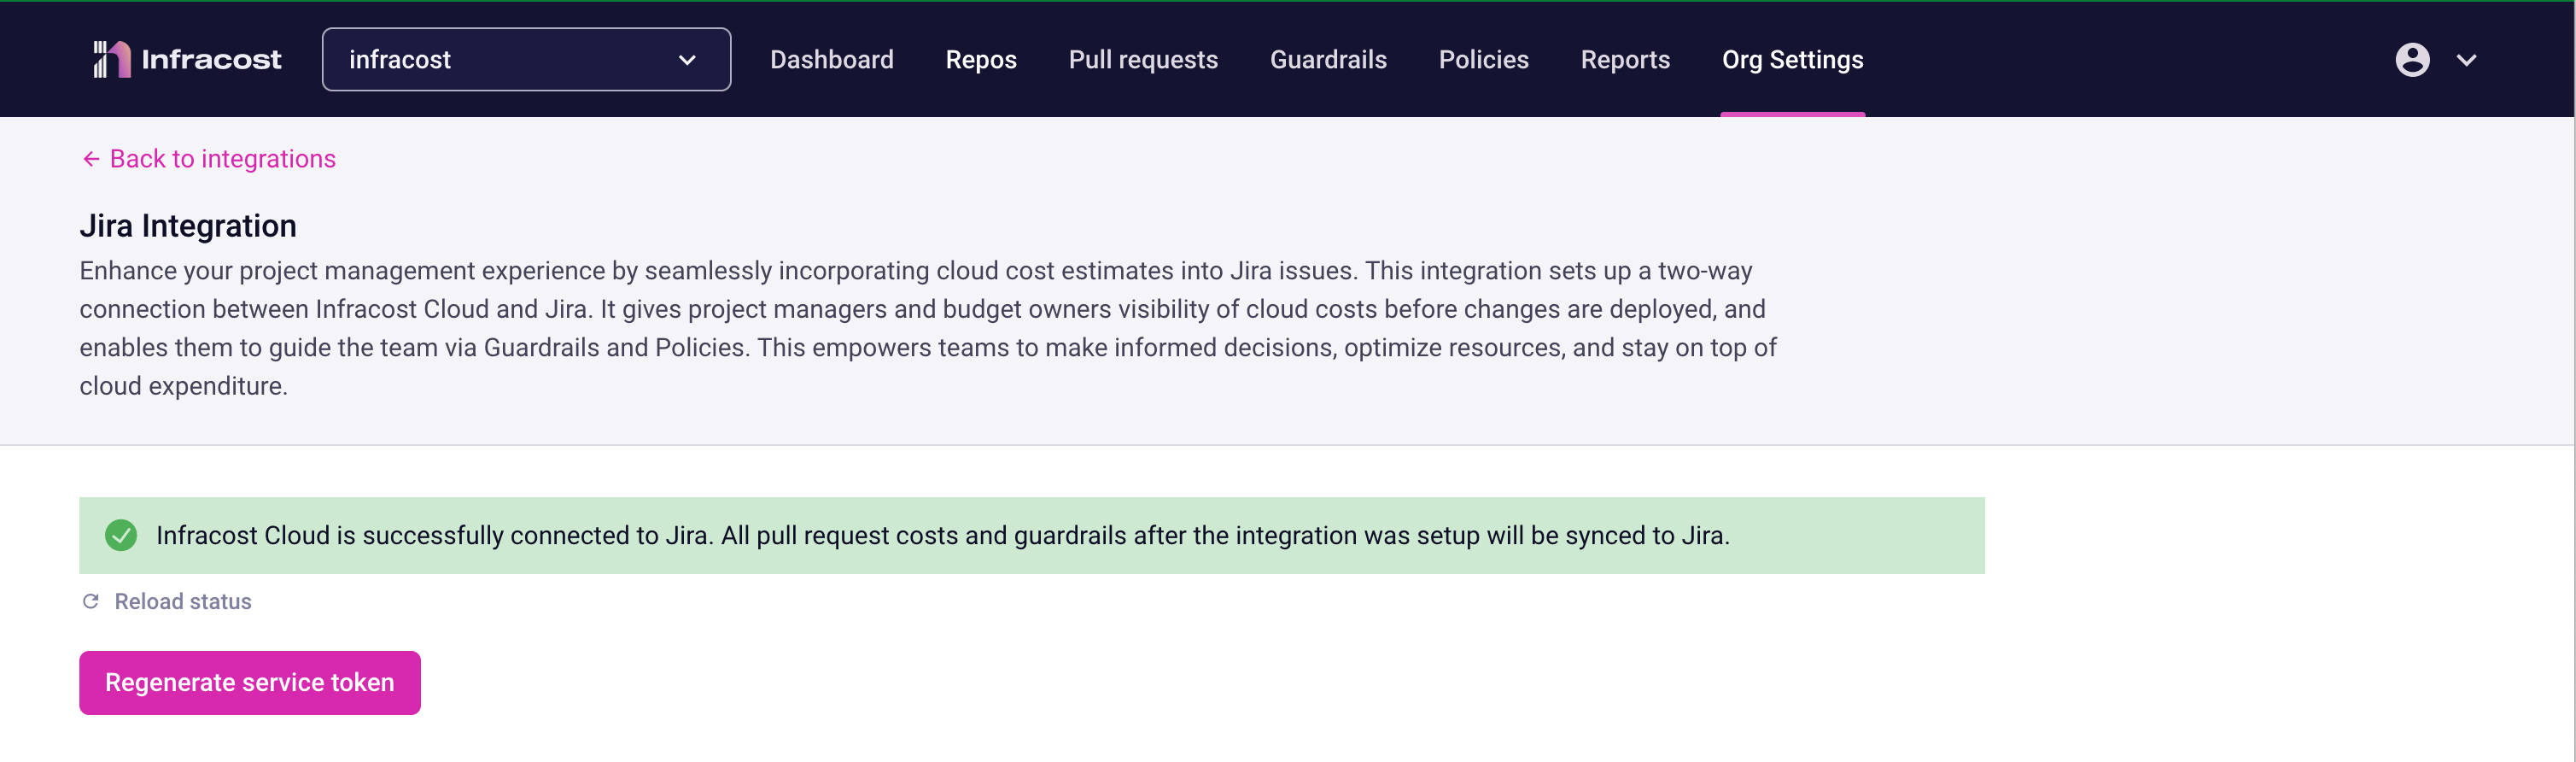 Infracost
infracost
Dashboard
Repos
Pull requests
Guardrails
Policies
Reports
Org Settings
Back to integrations
Jira Integration
Enhance your project management experience by seamlessly incorporating cloud cost estimates into Jira issues. This integration sets up a two-way
connection between Infracost Cloud and Jira. It gives project managers and budget owners visibility of cloud costs before changes are deployed, and
enables them to guide the team via Guardrails and Policies. This empowers teams to make informed decisions, optimize resources, and stay on top of
cloud expenditure.
Infracost Cloud is successfully connected to Jira. All pull request costs and guardrails after the integration was setup will be synced to Jira.
Reload status
Regenerate service token